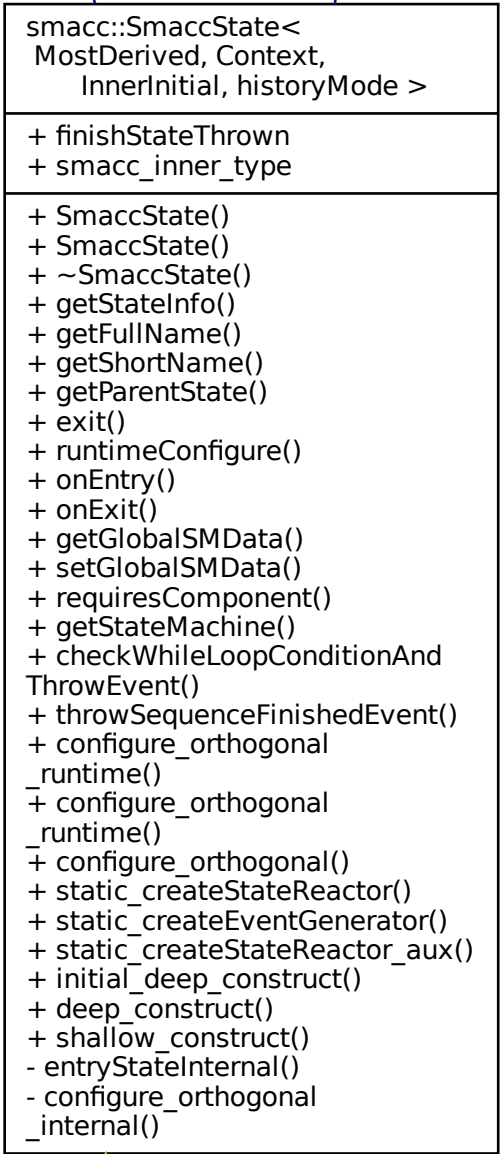 smacc::SmaccState<
MostDerived, Context,
InnerInitial, historyMode >
+ finishStateThrown
+ smacc_inner_type
+ SmaccState()
+ SmaccState()
+ ~SmaccState()
+ getStateInfo()
+ getFullName()
+ getShortName()
+ getParentState()
+ exit()
+ runtimeConfigure()
+ onEntry()
+ onExit()
+ getGlobalSMData()
+ setGlobalSMData()
+ requiresComponent()
+ getStateMachine()
+ checkWhileLoopConditionAnd
ThrowEvent()
+ throwSequenceFinishedEvent()
+ configure_orthogonal
_runtime()
+ configure_orthogonal
_runtime()
+ configure_orthogonal()
+ static_createStateReactor()
+ static_createEventGenerator()
+ static_createStateReactor_aux()
+ initial_deep_construct()
+ deep_construct()
+ shallow_construct()
- entryStateInternal()
- configure_orthogonal
_internal()